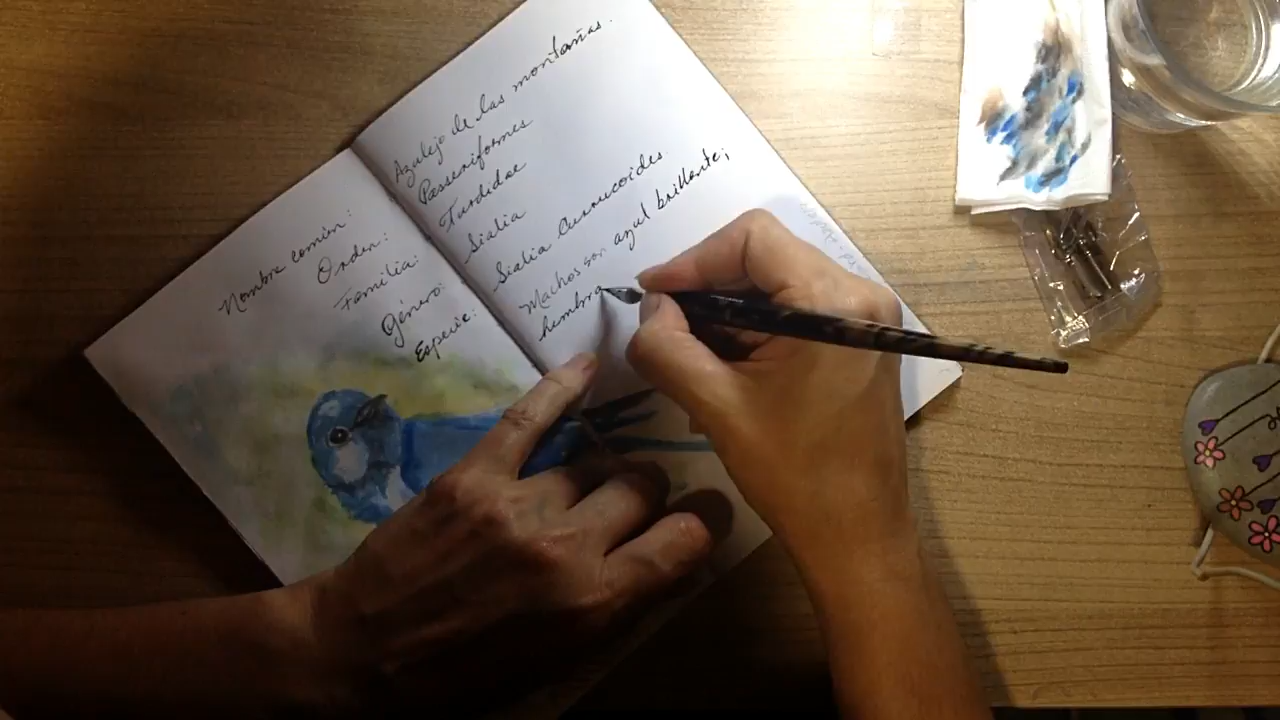 Nombre común: Azulejo de las montañas.
Orden: Passeriformes
Familia: Turdidae
Género: Sialia
Especie: Sialia Currucoides.
Machos son azul brillante;
hembra